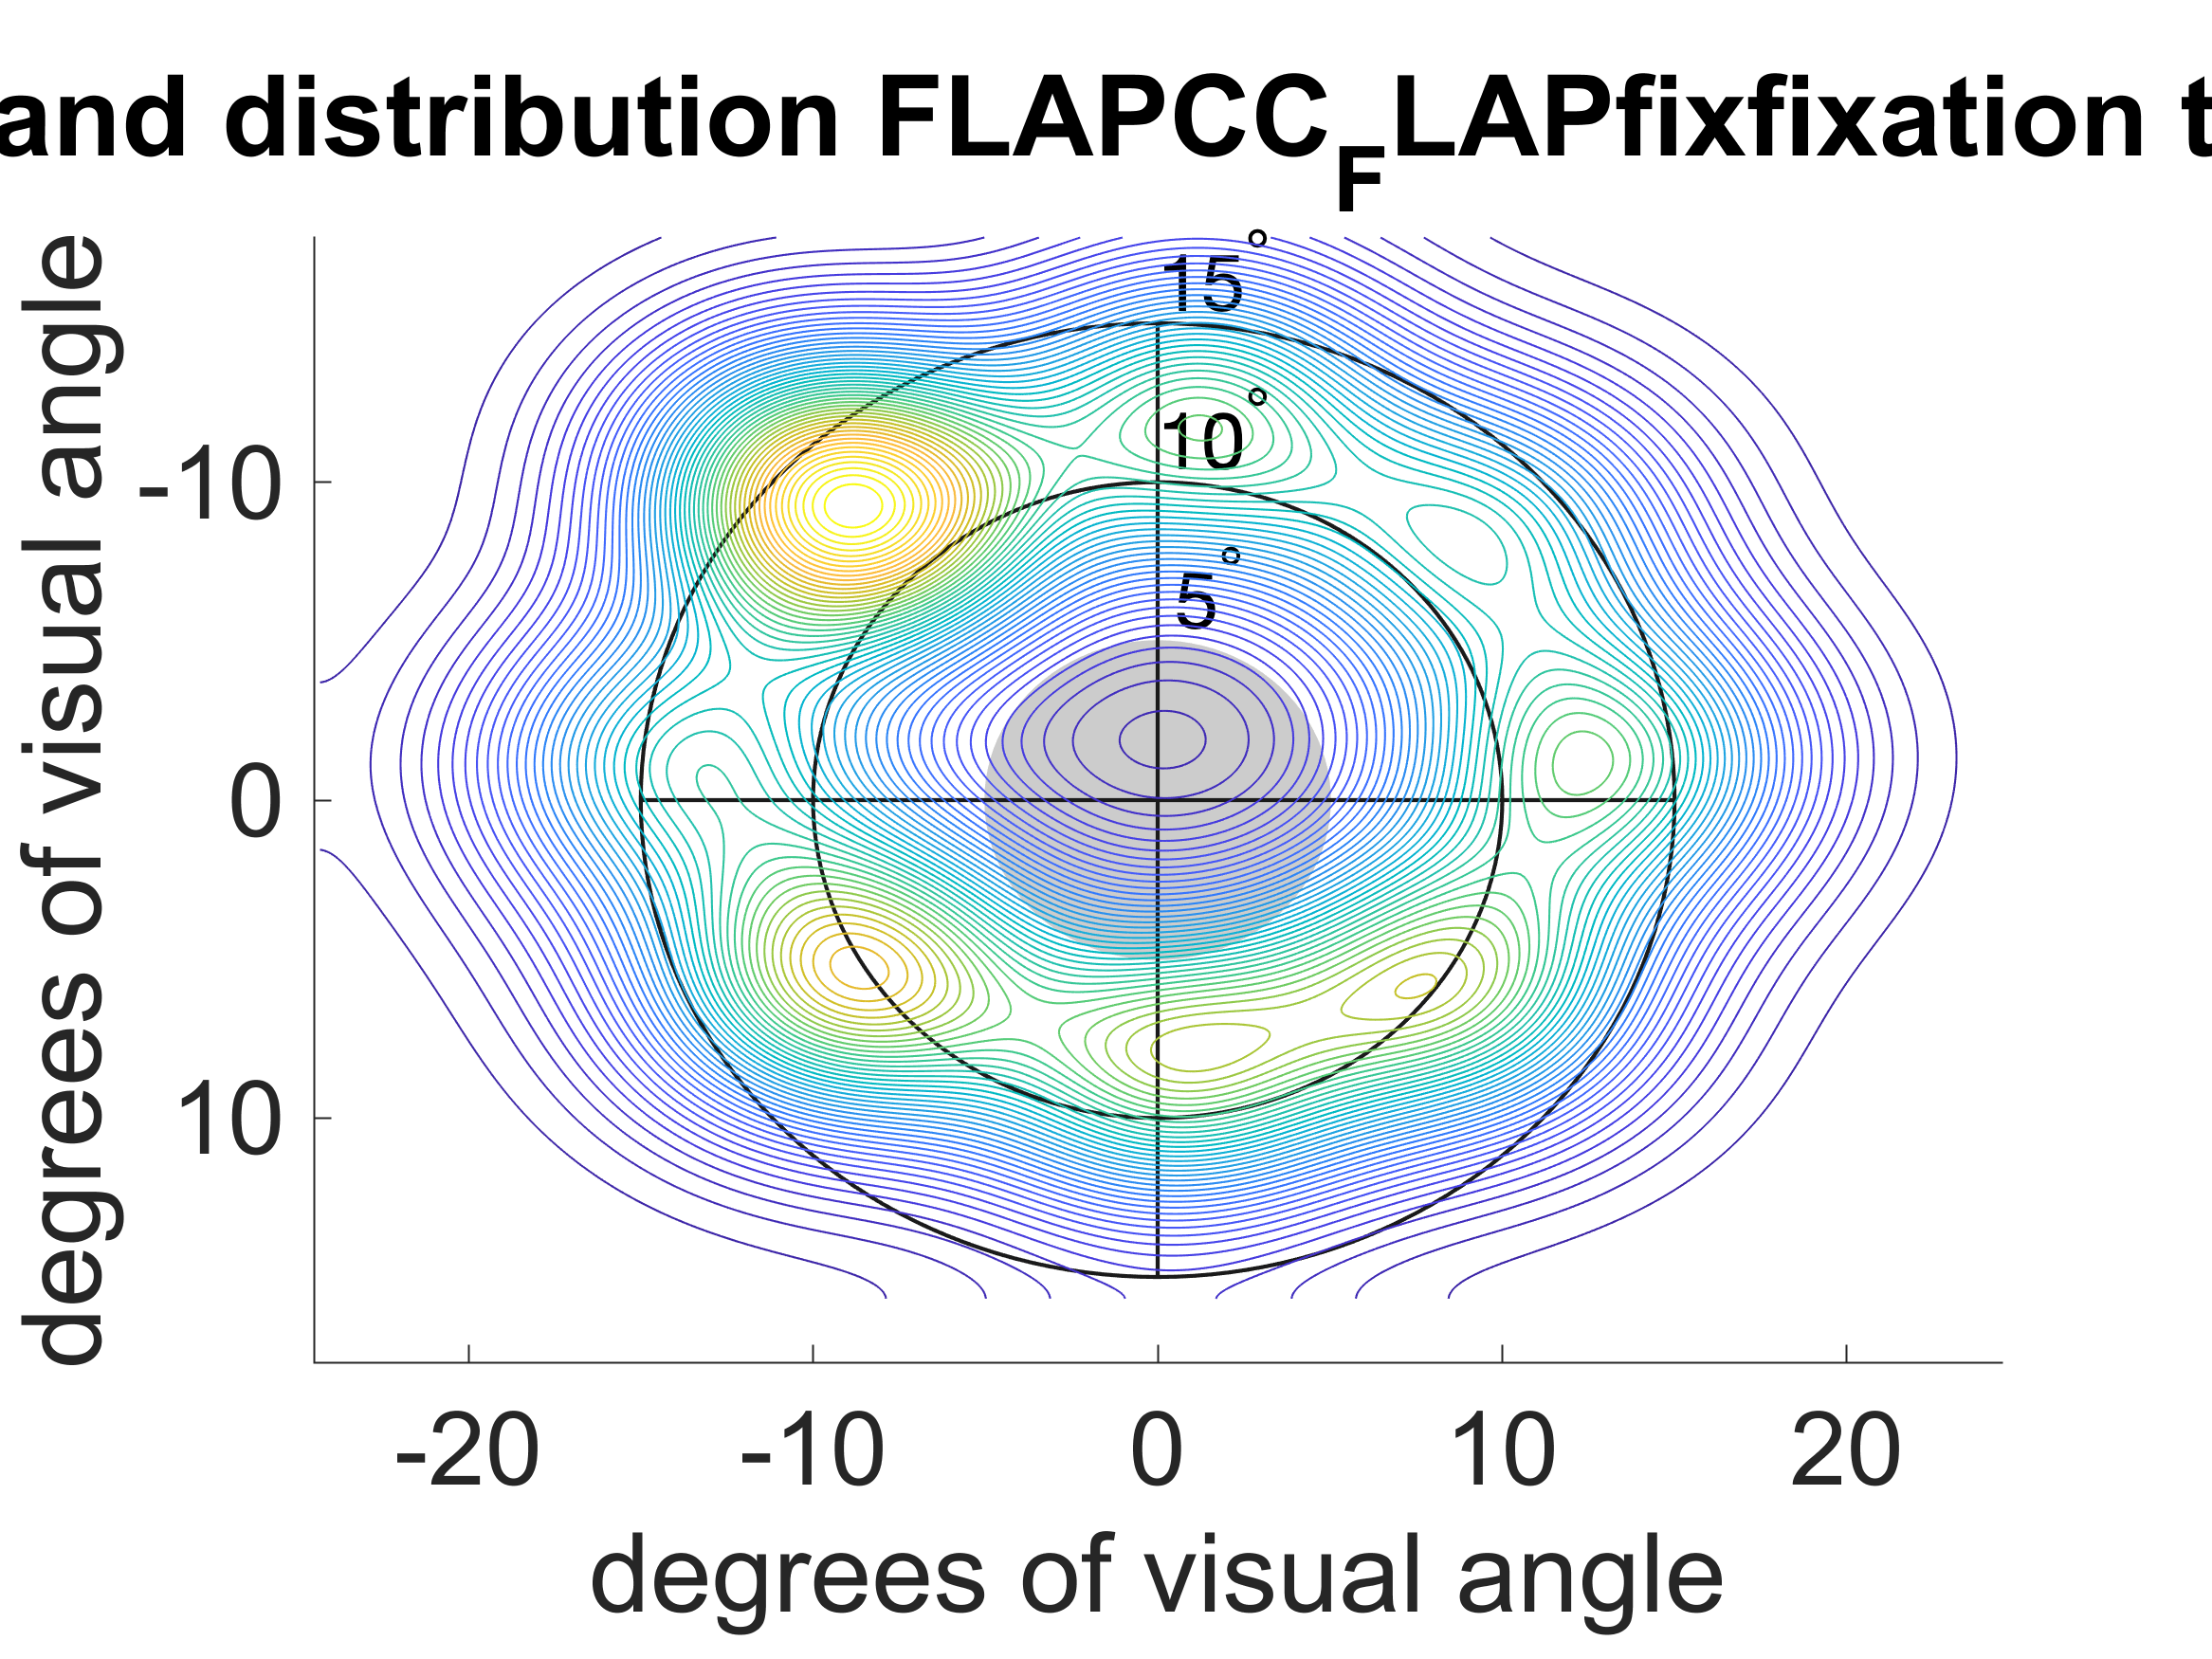 and distribution FLAPCC_FLAPfixfixation t
15°
10°
5°
degrees of visual angle
-10
0
10
-20 -10 0 10 20
degrees of visual angle